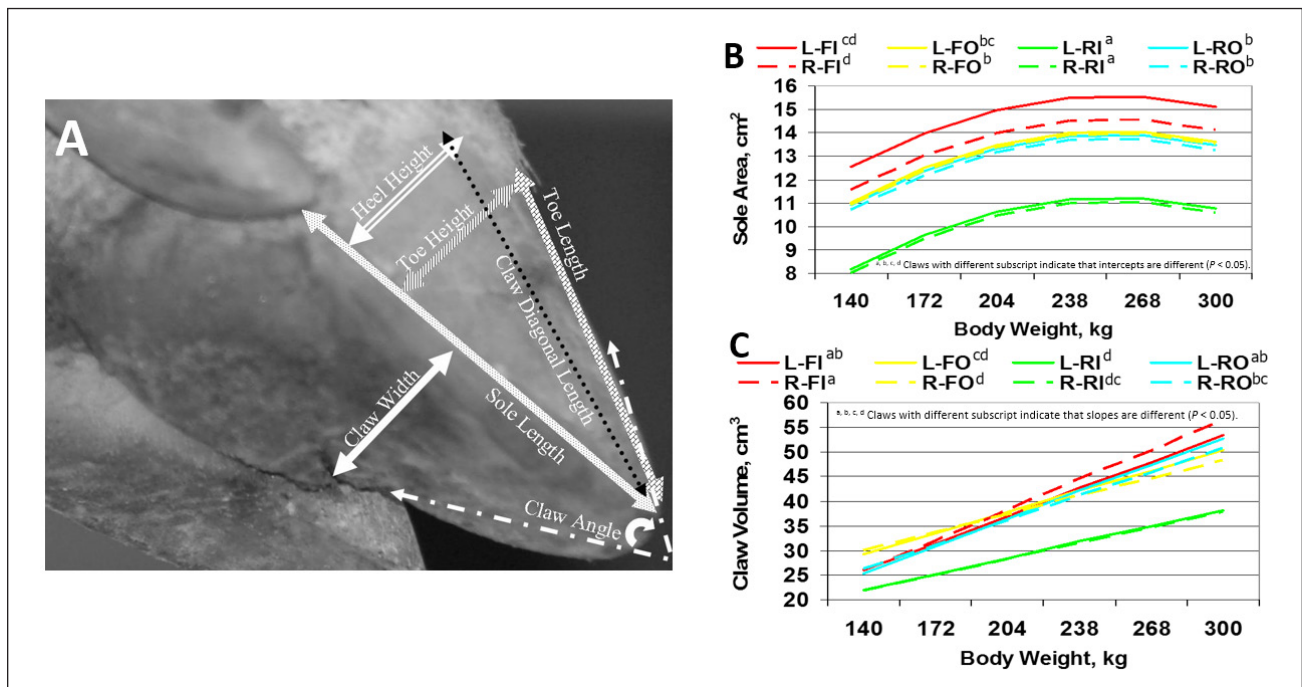 A
Heel Height
Toe Height
Toe Length
Claw Diagonal Length
Sole Length
Claw Width
Claw Angle
B
L-FI cd L-FO bc L-RI a L-RO b
R-FI d R-FO b R-RI a R-RO b
Sole Area, cm2
16
15
14
13
12
11
10
9
8
a, b, c, d Claws with different subscript indicate that intercepts are different (P < 0.05).
140 172 204 238 268 300
Body Weight, kg
C
L-FI ab L-FO cd L-RI d L-RO ab
R-FI a R-FO d R-RI dc R-RO bc
Claw Volume, cm3
60
55
50
45
40
35
30
25
20
a, b, c, d Claws with different subscript indicate that slopes are different (P < 0.05).
140 172 204 238 268 300
Body Weight, kg